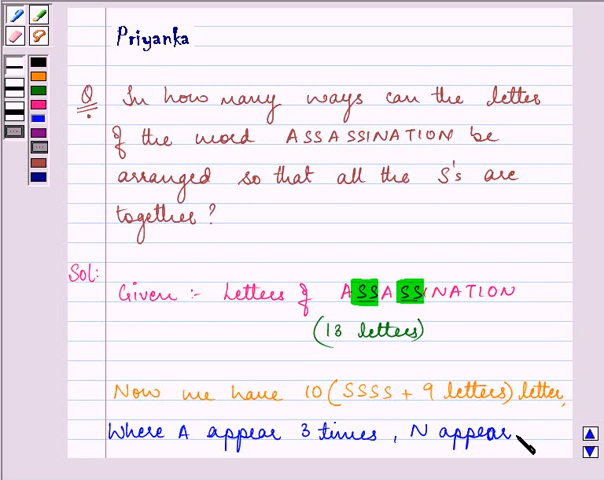 Priyanka
Q In how many ways can the letter
of the word ASSASSINATION be
arranged so that all the S's are
together?
Sol:
Given :- Letters of ASSASSINATION
(13 letters)
Now we have 10 (SSSS + 9 letters) letter,
Where A appear 3 times, N appear